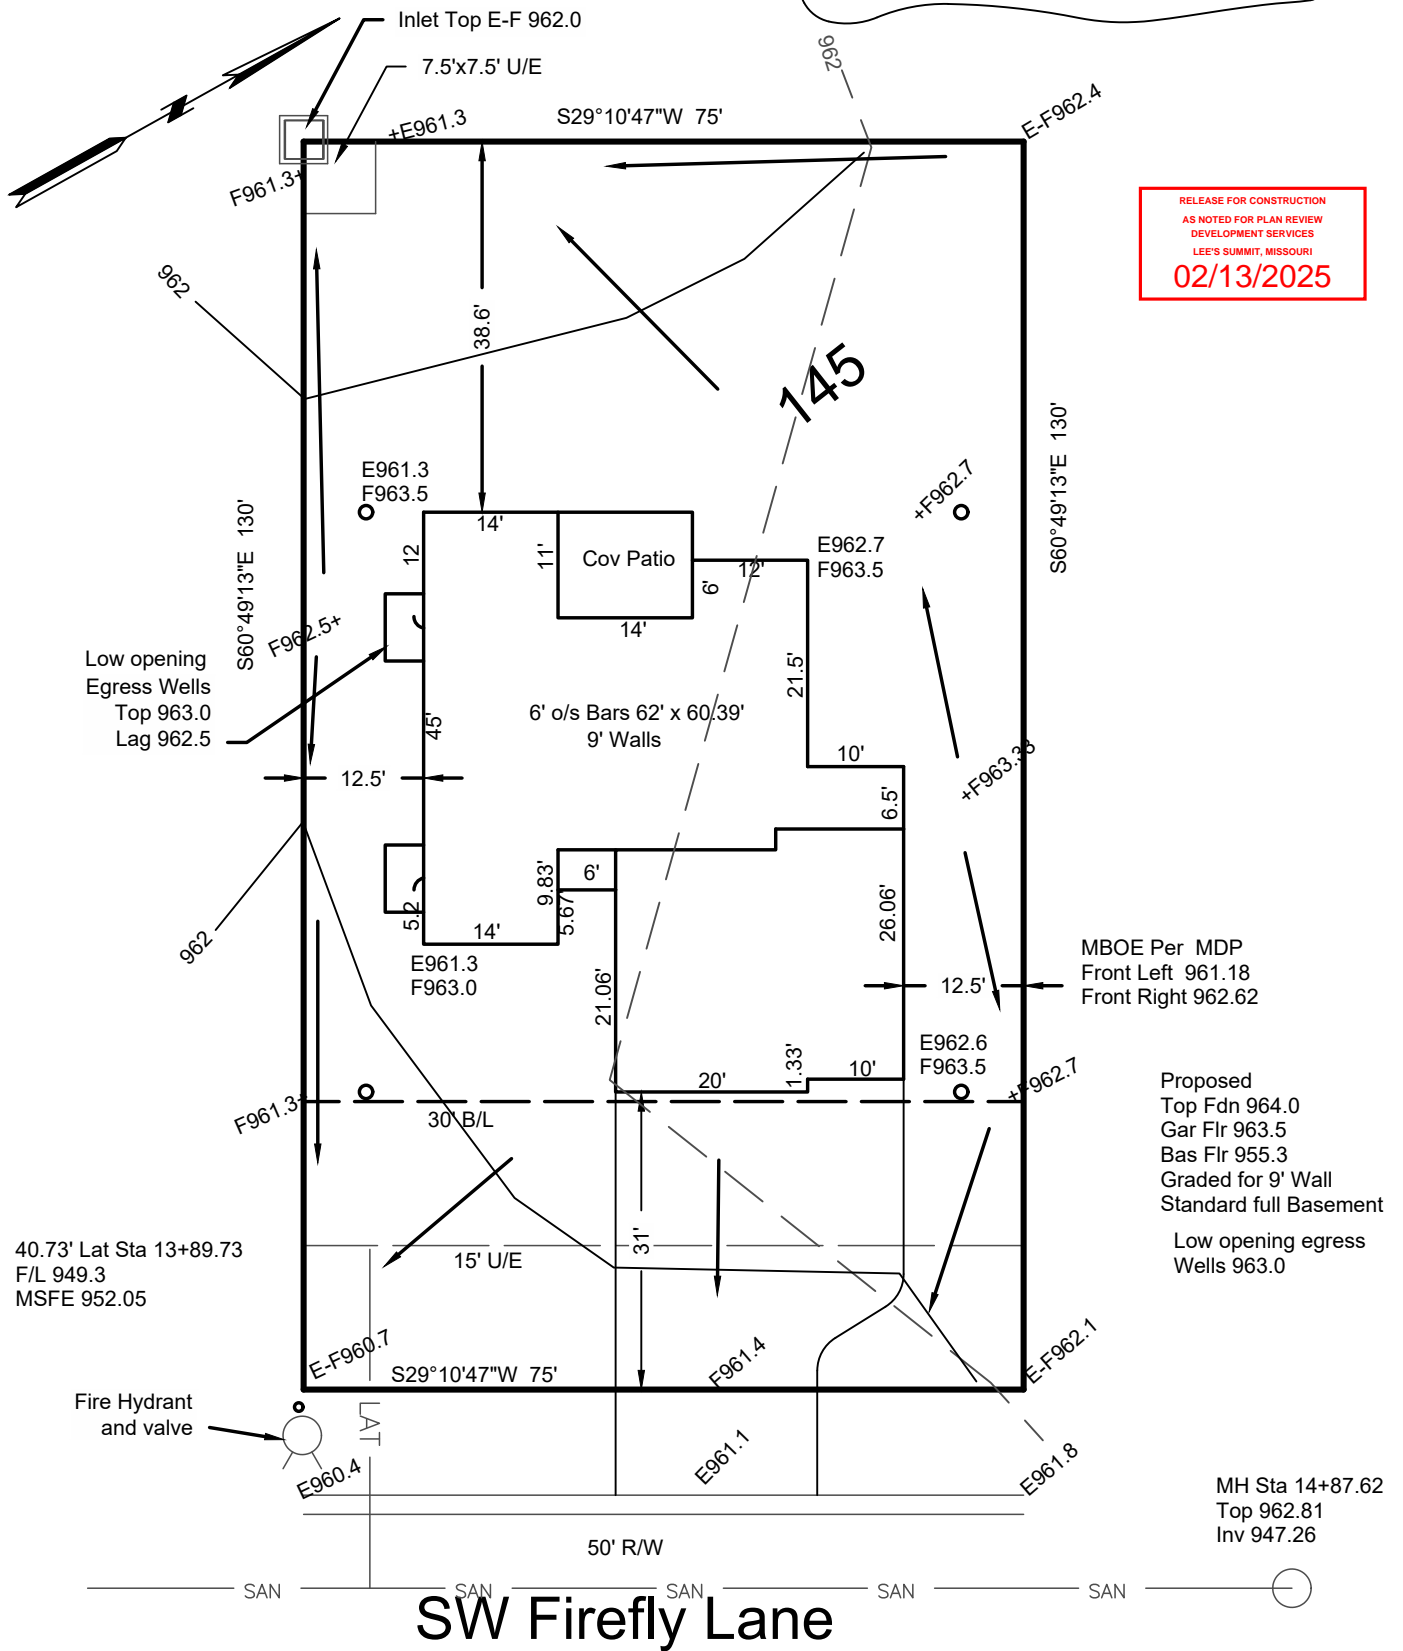 Inlet Top E-F 962.0
7.5'x7.5' U/E
962
+E961.3
S29°10'47"W 75'
E-F962.4
F961.3+
RELEASE FOR CONSTRUCTION
AS NOTED FOR PLAN REVIEW
DEVELOPMENT SERVICES
LEE'S SUMMIT, MISSOURI
02/13/2025
962
38.6'
145
S60°49'13"E 130'
E961.3
F963.5
+F962.7
S60°49'13"E 130'
14'
12
11'
Cov Patio
12'
6'
E962.7
F963.5
14'
F962.5+
Low opening
Egress Wells
Top 963.0
Lag 962.5
21.5'
45'
6' o/s Bars 62' x 60.39'
9' Walls
10'
+F963.33
12.5'
6.5'
9.83'
6'
5.67'
5.2
14'
26.06'
962
E961.3
F963.0
21.06'
12.5'
MBOE Per MDP
Front Left 961.18
Front Right 962.62
E962.6
F963.5
1.33'
10'
20'
+F962.7
F961.3+
30' B/L
Proposed
Top Fdn 964.0
Gar Flr 963.5
Bas Flr 955.3
Graded for 9' Wall
Standard full Basement
Low opening egress
Wells 963.0
31'
15' U/E
40.73' Lat Sta 13+89.73
F/L 949.3
MSFE 952.05
E-F960.7
S29°10'47"W 75'
F961.4
E-F962.1
Fire Hydrant
and valve
LAT
E960.4
E961.1
E961.8
MH Sta 14+87.62
Top 962.81
Inv 947.26
50' R/W
SAN SAN SAN SAN SAN
SW Firefly Lane